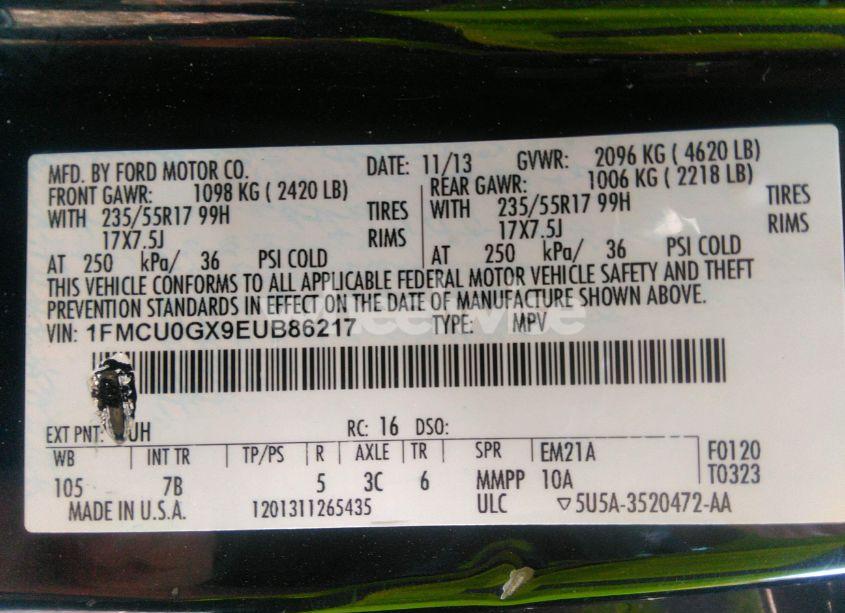 MFD. BY FORD MOTOR CO. DATE: 11/13 GVWR: 2096 KG ( 4620 LB)
FRONT GAWR: 1098 KG ( 2420 LB) REAR GAWR: 1006 KG ( 2218 LB)
WITH 235/55R17 99H TIRES WITH 235/55R17 99H TIRES
17X7.5J RIMS 17X7.5J RIMS
AT 250 kPa/ 36 PSI COLD AT 250 kPa/ 36 PSI COLD
THIS VEHICLE CONFORMS TO ALL APPLICABLE FEDERAL MOTOR VEHICLE SAFETY AND THEFT
PREVENTION STANDARDS IN EFFECT ON THE DATE OF MANUFACTURE SHOWN ABOVE.
VIN: 1FMCU0GX9EUB86217 TYPE: MPV
EXT PNT: UH RC: 16 DSO:
WB INT TR TP/PS R AXLE TR SPR EM21A F0120
105 7B 5 3C 6 MMPP 10A T0323
MADE IN U.S.A. 1201311265435 ULC ▽5U5A-3520472-AA